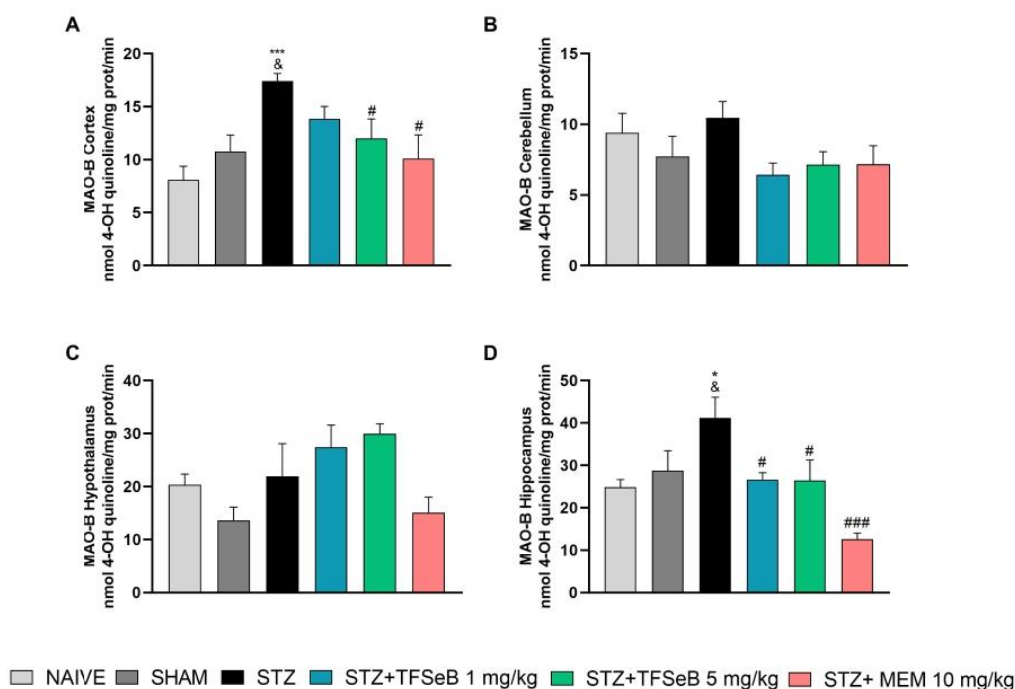 A
MAO-B Cortex
nmol 4-OH quinoline/mg prot/min
20
15
10
5
0
***
&
#
#
B
MAO-B Cerebellum
nmol 4-OH quinoline/mg prot/min
15
10
5
0
C
MAO-B Hypothalamus
nmol 4-OH quinoline/mg prot/min
40
30
20
10
0
D
MAO-B Hippocampus
nmol 4-OH quinoline/mg prot/min
50
40
30
20
10
0
*
&
#
#
###
NAIVE SHAM STZ STZ+TFSeB 1 mg/kg STZ+TFSeB 5 mg/kg STZ+ MEM 10 mg/kg